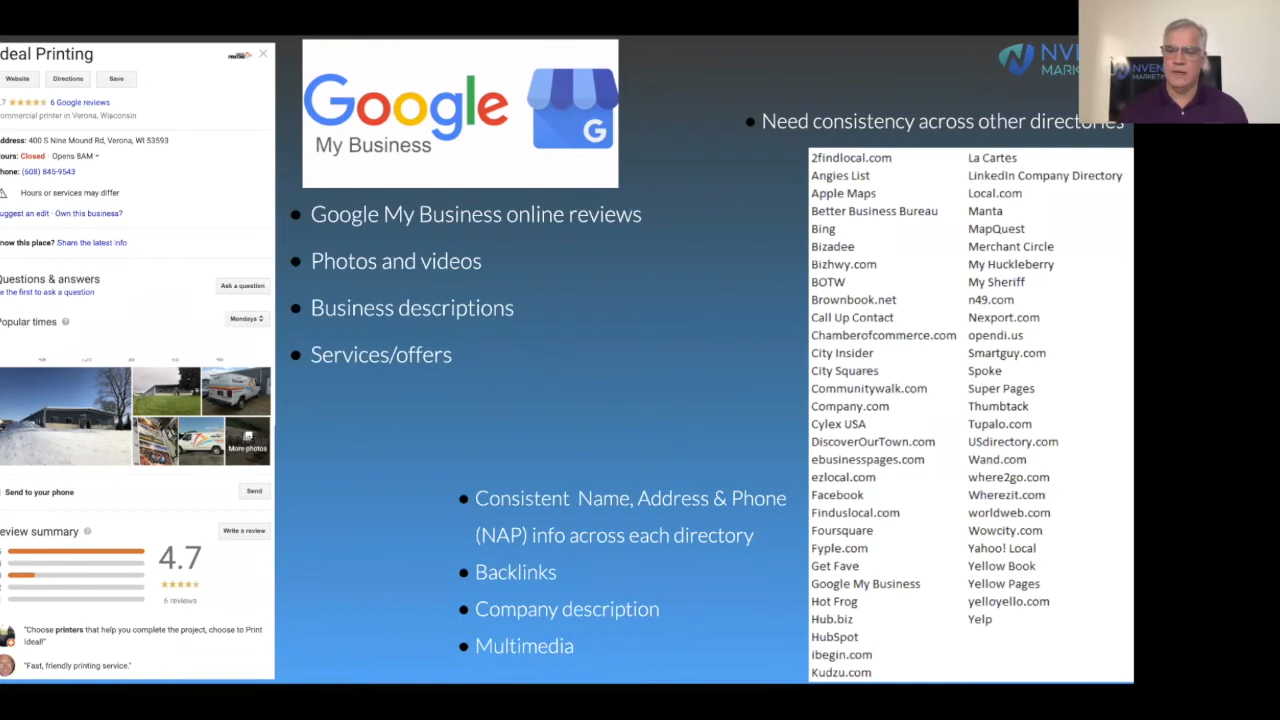 deal Printing
Website
Directions
Save
.7
6 Google reviews
ommercial printer in Verona, Wisconsin
ddress: 400 S Nine Mound Rd, Verona, WI 53593
ours: Closed · Opens 8AM
hone: (608) 845-9543
Hours or services may differ
uggest an edit · Own this business?
now this place? Share the latest info
Questions & answers
e the first to ask a question
Ask a question
opular times
Mondays
More photos
Send to your phone
Send
eview summary
Write a review
4.7
6 reviews
"Choose printers that help you complete the project, choose to Print
Ideal!"
"Fast, friendly printing service."
Google
My Business
G
• Google My Business online reviews
• Photos and videos
• Business descriptions
• Services/offers
• Consistent Name, Address & Phone
(NAP) info across each directory
• Backlinks
• Company description
• Multimedia
NVEN
MARK
NVEN
MARKETIN
• Need consistency across other directories
2findlocal.com
Angies List
Apple Maps
Better Business Bureau
Bing
Bizadee
Bizhwy.com
BOTW
Brownbook.net
Call Up Contact
Chamberofcommerce.com
City Insider
City Squares
Communitywalk.com
Company.com
Cylex USA
DiscoverOurTown.com
ebusinesspages.com
ezlocal.com
Facebook
Finduslocal.com
Foursquare
Fyple.com
Get Fave
Google My Business
Hot Frog
Hub.biz
HubSpot
ibegin.com
Kudzu.com
La Cartes
LinkedIn Company Directory
Local.com
Manta
MapQuest
Merchant Circle
My Huckleberry
My Sheriff
n49.com
Nexport.com
opendi.us
Smartguy.com
Spoke
Super Pages
Thumbtack
Tupalo.com
USdirectory.com
Wand.com
where2go.com
Wherezit.com
worldweb.com
Wowcity.com
Yahoo! Local
Yellow Book
Yellow Pages
yelloyello.com
Yelp